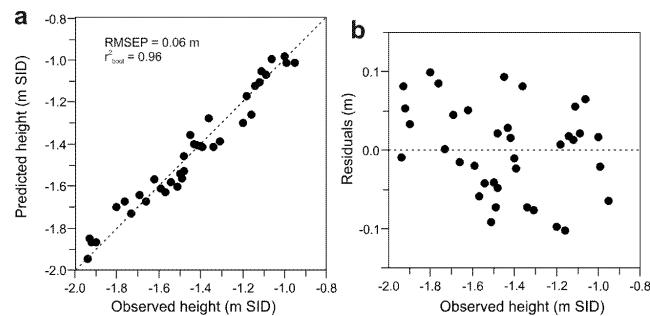 a
RMSEP = 0.06 m
r²boot = 0.96
Predicted height (m SID)
-0.8
-1.0
-1.2
-1.4
-1.6
-1.8
-2.0
-2.0 -1.8 -1.6 -1.4 -1.2 -1.0 -0.8
Observed height (m SID)
b
Residuals (m)
0.1
0.0
-0.1
-2.0 -1.8 -1.6 -1.4 -1.2 -1.0 -0.8
Observed height (m SID)